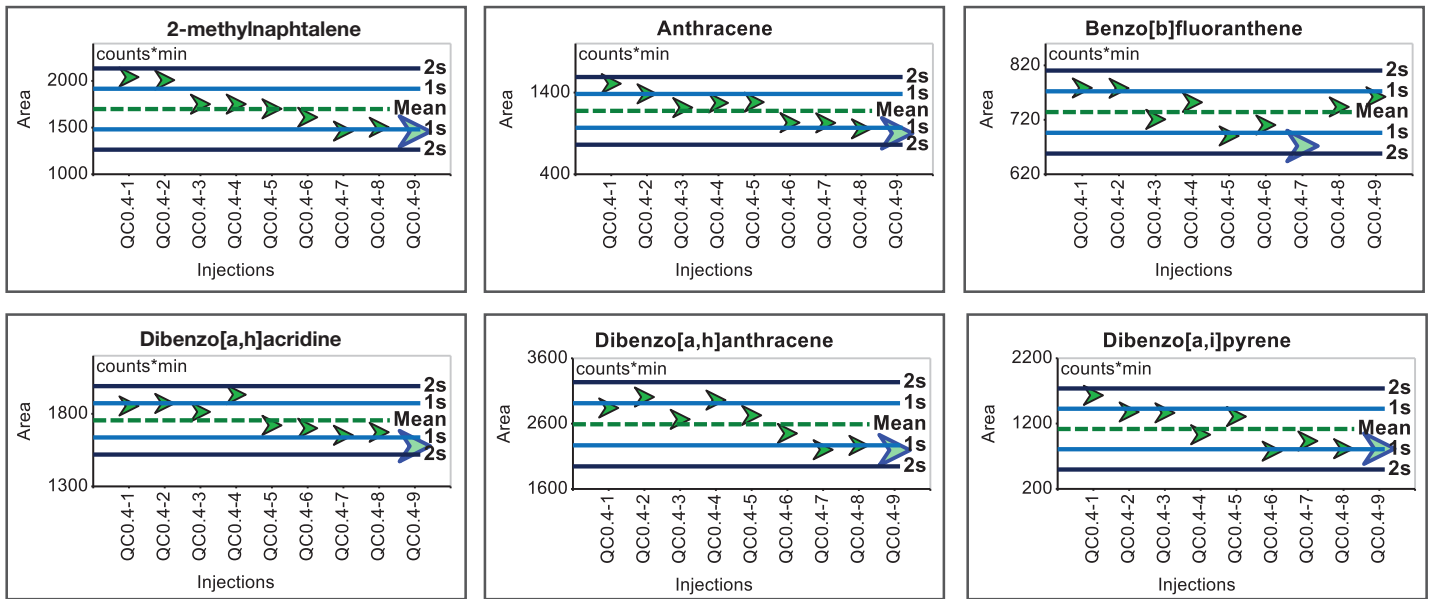 2-methylnaphtalene
counts*min
2000
1500
1000
Area
2s
1s
Mean
1s
2s
QC0.4-1
QC0.4-2
QC0.4-3
QC0.4-4
QC0.4-5
QC0.4-6
QC0.4-7
QC0.4-8
QC0.4-9
Injections
Anthracene
counts*min
1400
400
Area
2s
1s
Mean
1s
2s
QC0.4-1
QC0.4-2
QC0.4-3
QC0.4-4
QC0.4-5
QC0.4-6
QC0.4-7
QC0.4-8
QC0.4-9
Injections
Benzo[b]fluoranthene
counts*min
820
720
620
Area
2s
1s
Mean
1s
2s
QC0.4-1
QC0.4-2
QC0.4-3
QC0.4-4
QC0.4-5
QC0.4-6
QC0.4-7
QC0.4-8
QC0.4-9
Injections
Dibenzo[a,h]acridine
counts*min
1800
1300
Area
2s
1s
Mean
1s
2s
QC0.4-1
QC0.4-2
QC0.4-3
QC0.4-4
QC0.4-5
QC0.4-6
QC0.4-7
QC0.4-8
QC0.4-9
Injections
Dibenzo[a,h]anthracene
3600
counts*min
2600
1600
Area
2s
1s
Mean
1s
2s
QC0.4-1
QC0.4-2
QC0.4-3
QC0.4-4
QC0.4-5
QC0.4-6
QC0.4-7
QC0.4-8
QC0.4-9
Injections
Dibenzo[a,i]pyrene
2200
counts*min
1200
200
Area
2s
1s
Mean
1s
2s
QC0.4-1
QC0.4-2
QC0.4-3
QC0.4-4
QC0.4-5
QC0.4-6
QC0.4-7
QC0.4-8
QC0.4-9
Injections